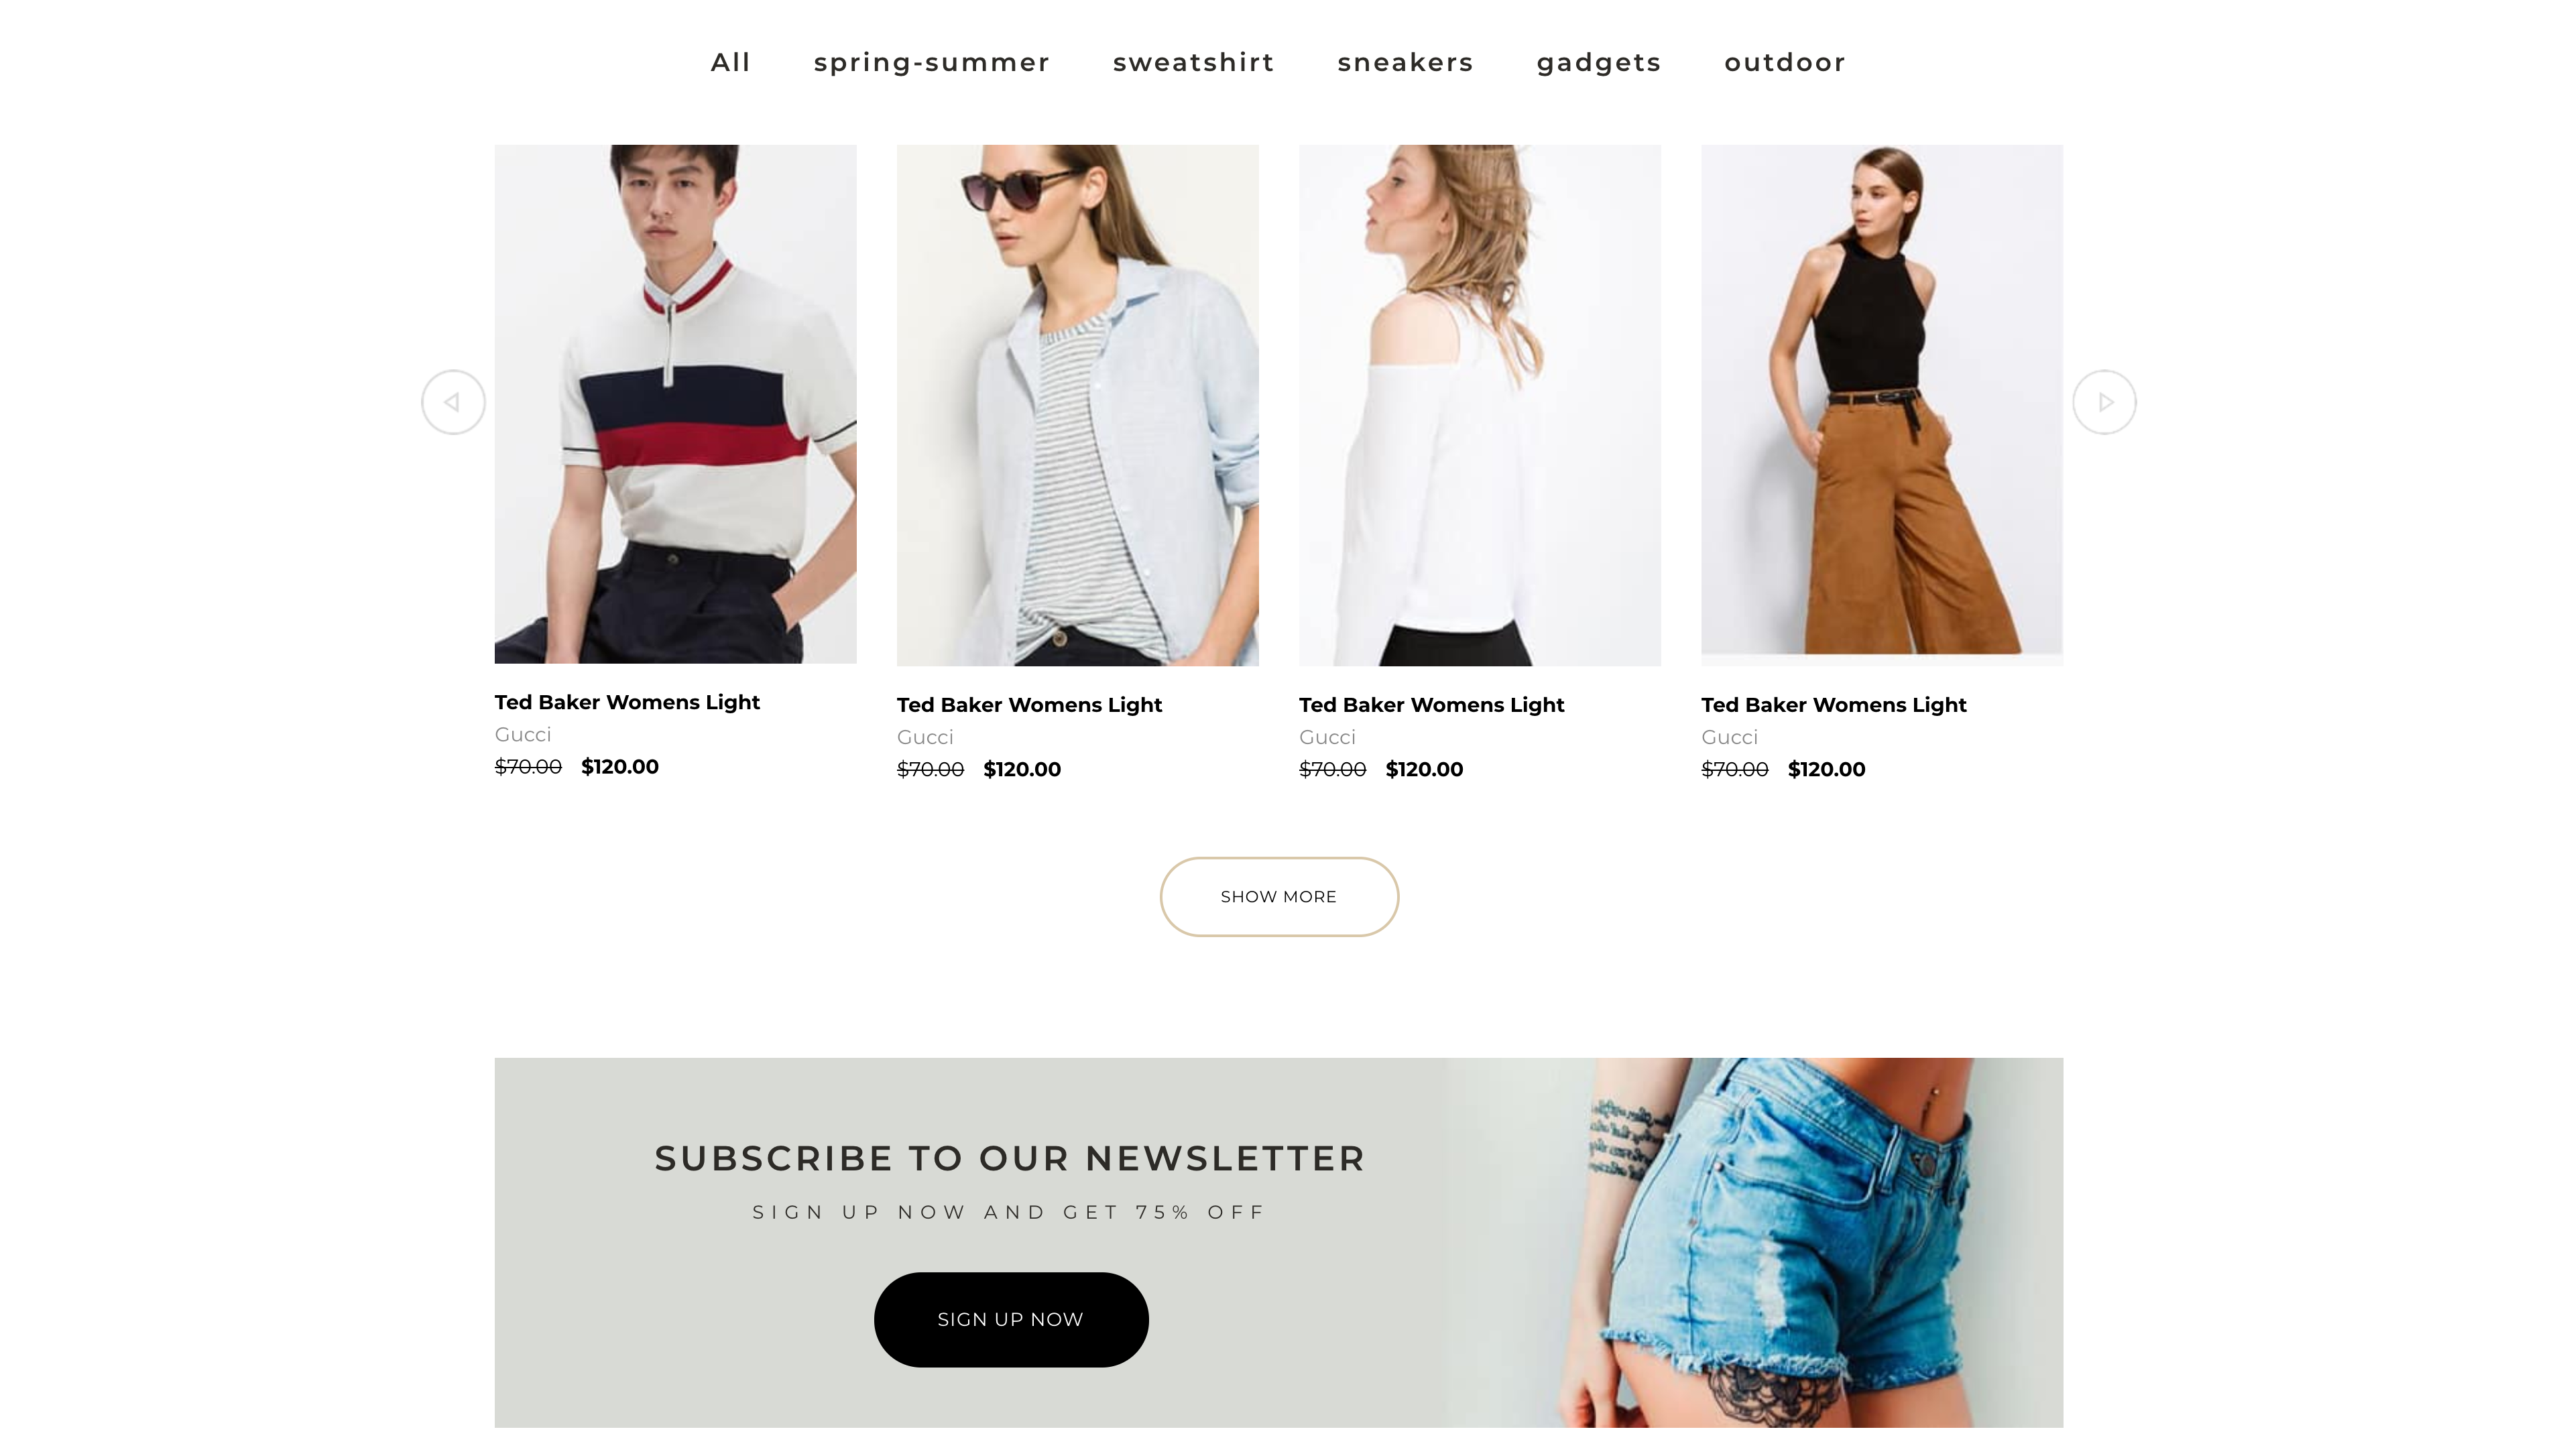 All spring-summer sweatshirt sneakers gadgets outdoor
Ted Baker Womens Light
Gucci
$70.00 $120.00
Ted Baker Womens Light
Gucci
$70.00 $120.00
Ted Baker Womens Light
Gucci
$70.00 $120.00
Ted Baker Womens Light
Gucci
$70.00 $120.00
SHOW MORE
SUBSCRIBE TO OUR NEWSLETTER
SIGN UP NOW AND GET 75% OFF
SIGN UP NOW